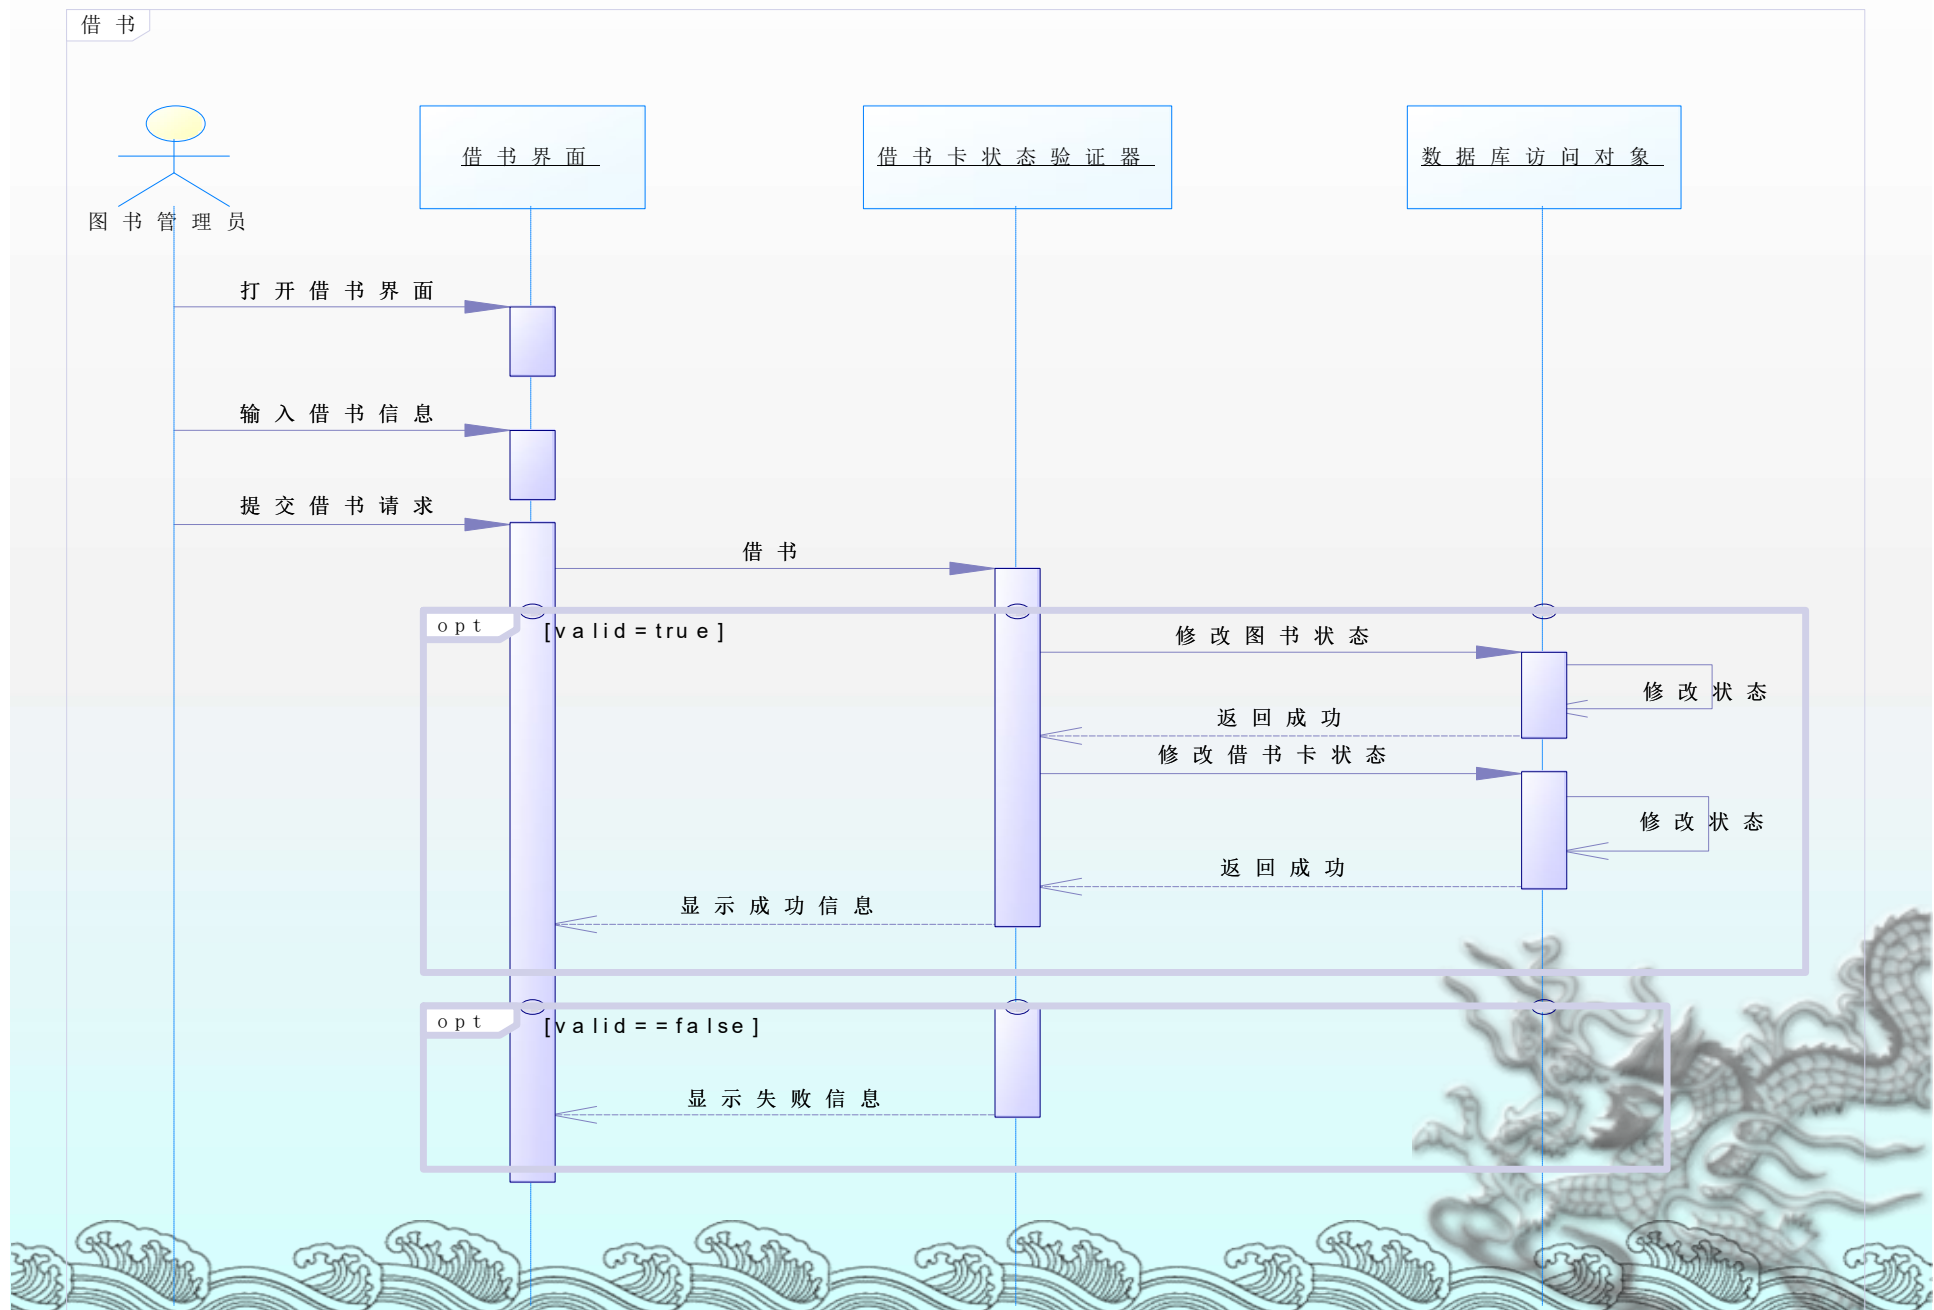 借书
图书管理员
借书界面
借书卡状态验证器
数据库访问对象
打开借书界面
输入借书信息
提交借书请求
借书
opt
[valid=true]
修改图书状态
修改状态
返回成功
修改借书卡状态
修改状态
返回成功
显示成功信息
opt
[valid==false]
显示失败信息